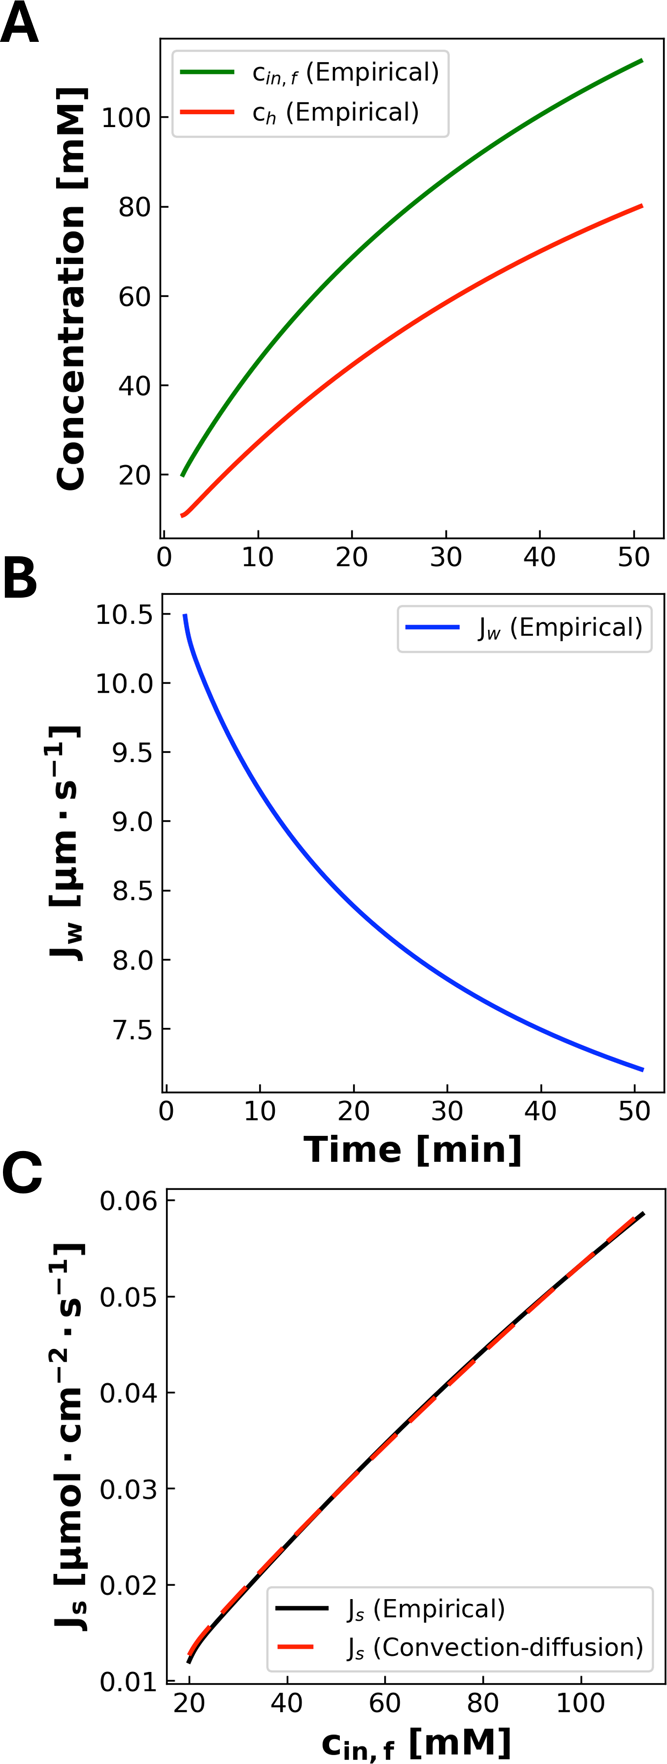 A
c_in,f (Empirical)
c_h (Empirical)
Concentration [mM]
100
80
60
40
20
0 10 20 30 40 50
B
J_w (Empirical)
J_w [μm · s⁻¹]
10.5
10.0
9.5
9.0
8.5
8.0
7.5
0 10 20 30 40 50
Time [min]
C
J_s [μmol · cm⁻² · s⁻¹]
0.06
0.05
0.04
0.03
0.02
0.01
J_s (Empirical)
J_s (Convection-diffusion)
20 40 60 80 100
c_in, f [mM]